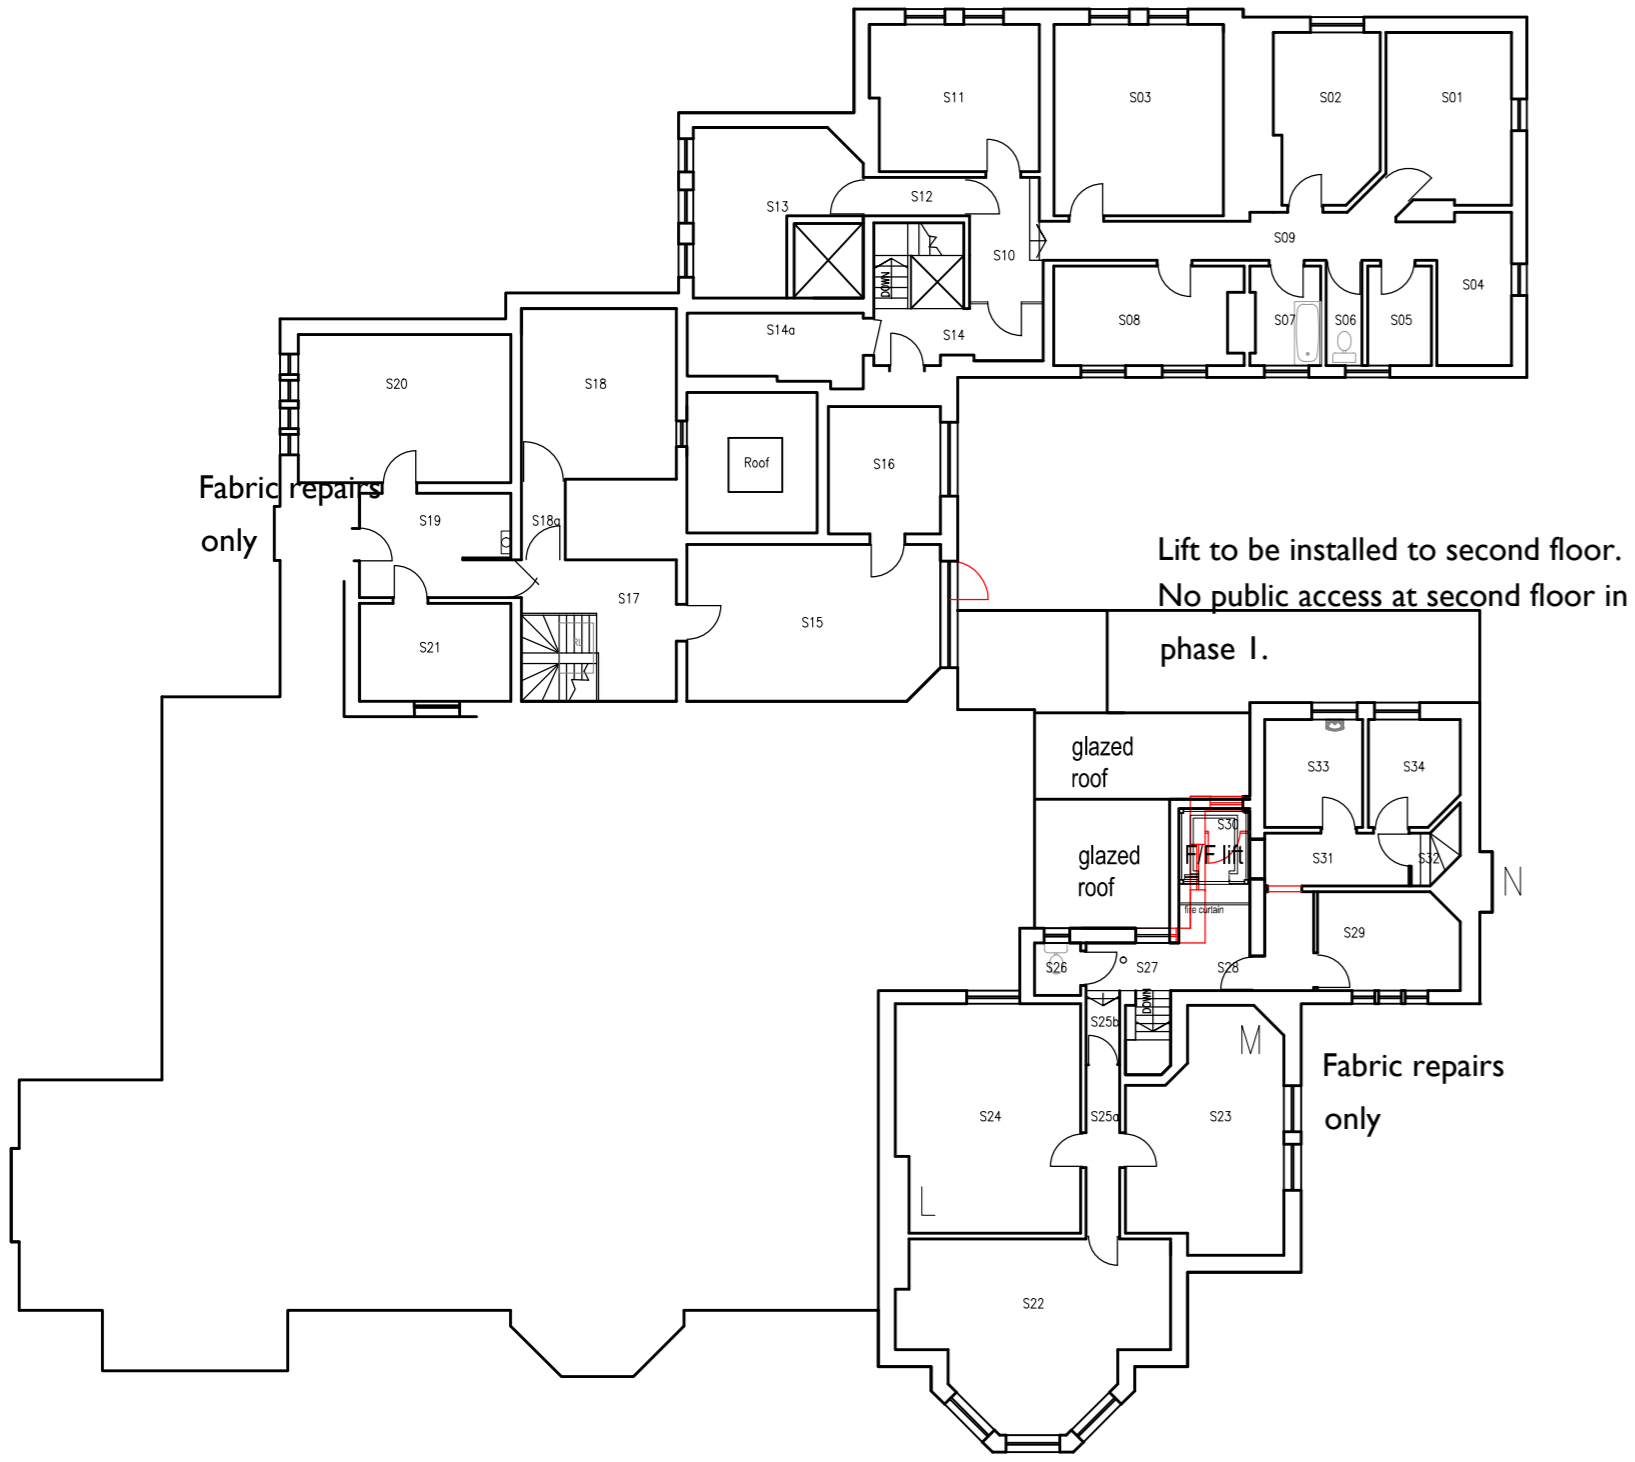 S11
S03
S02
S01
S13
S12
S10
S09
DOWN
S04
S14a
S14
S08
S07
S06
S05
S20
S18
Roof
S16
Fabric repairs
only
S19
S18a
Lift to be installed to second floor.
No public access at second floor in
phase 1.
S17
S15
S21
glazed
roof
S33
S34
S30
glazed
roof
F/F lift
S31
S32
N
fire curtain
S29
S26
S27
S28
DOWN
S25b
M
Fabric repairs
only
S24
S25a
S23
L
S22